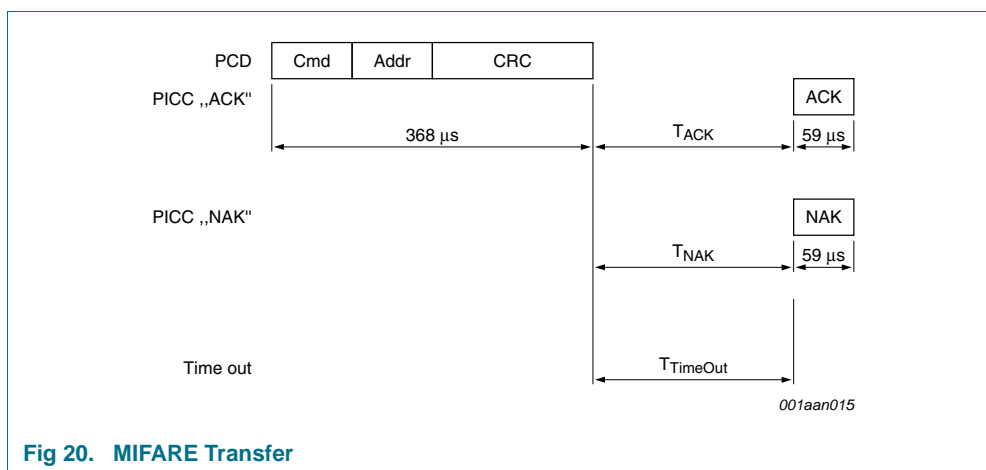 PCD Cmd Addr CRC
PICC ,,ACK" ACK
368 μs TACK 59 μs
PICC ,,NAK" NAK
TNAK 59 μs
Time out TTimeOut
001aan015
Fig 20. MIFARE Transfer